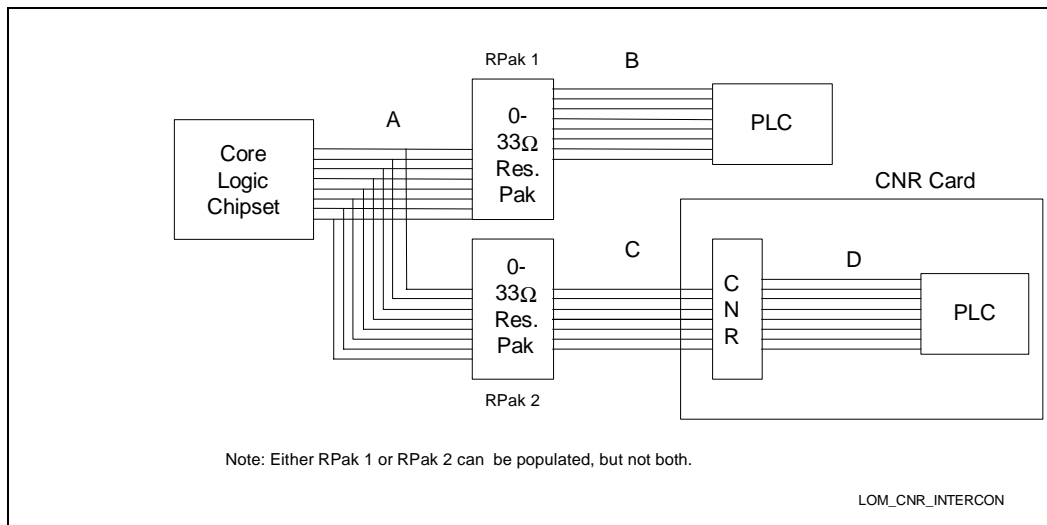 RPak 1
B
A
0-
33Ω
Res.
Pak
PLC
Core
Logic
Chipset
CNR Card
C
0-
33Ω
Res.
Pak
D
C
N
R
PLC
RPak 2
Note: Either RPak 1 or RPak 2 can be populated, but not both.
LOM_CNR_INTERCON